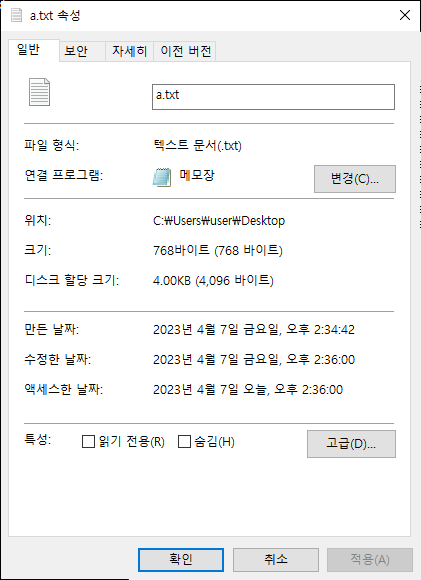 a.txt 속성
일반 보안 자세히 이전 버전
a.txt
파일 형식: 텍스트 문서(.txt)
연결 프로그램: 메모장 변경(C)...
위치: C:₩Users₩user₩Desktop
크기: 768바이트 (768 바이트)
디스크 할당 크기: 4.00KB (4,096 바이트)
만든 날짜: 2023년 4월 7일 금요일, 오후 2:34:42
수정한 날짜: 2023년 4월 7일 금요일, 오후 2:36:00
액세스한 날짜: 2023년 4월 7일 오늘, 오후 2:36:00
특성: 읽기 전용(R) 숨김(H) 고급(D)...
확인 취소 적용(A)